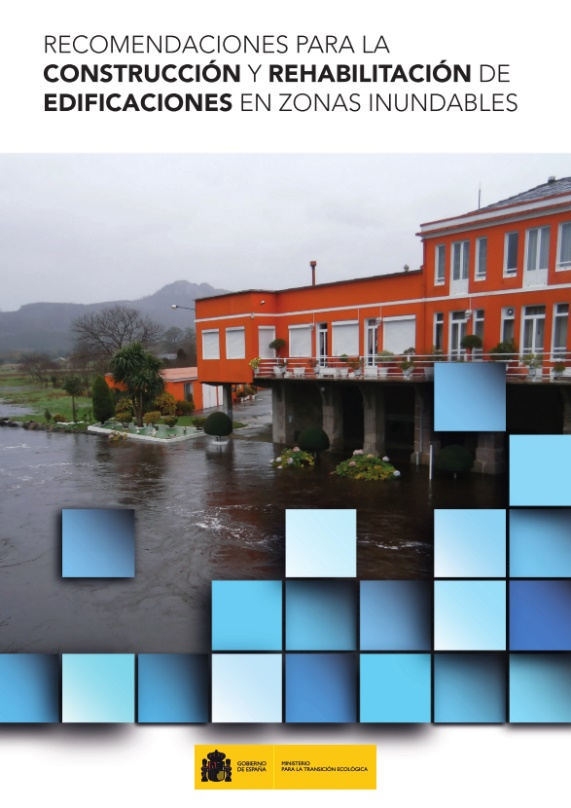 RECOMENDACIONES PARA LA
CONSTRUCCIÓN Y REHABILITACIÓN DE
EDIFICACIONES EN ZONAS INUNDABLES
GOBIERNO
DE ESPAÑA
MINISTERIO
PARA LA TRANSICIÓN ECOLÓGICA